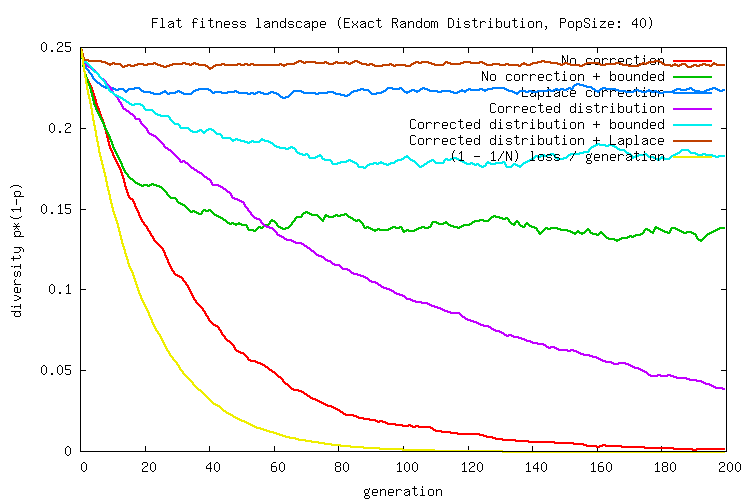 Flat fitness landscape (Exact Random Distribution, PopSize: 40)
0.25
No correction
No correction + bounded
Laplace correction
Corrected distribution
Corrected distribution + bounded
Corrected distribution + Laplace
(1 - 1/N) loss / generation
0.2
0.15
0.1
0.05
0
diversity p*(1-p)
0 20 40 60 80 100 120 140 160 180 200
generation